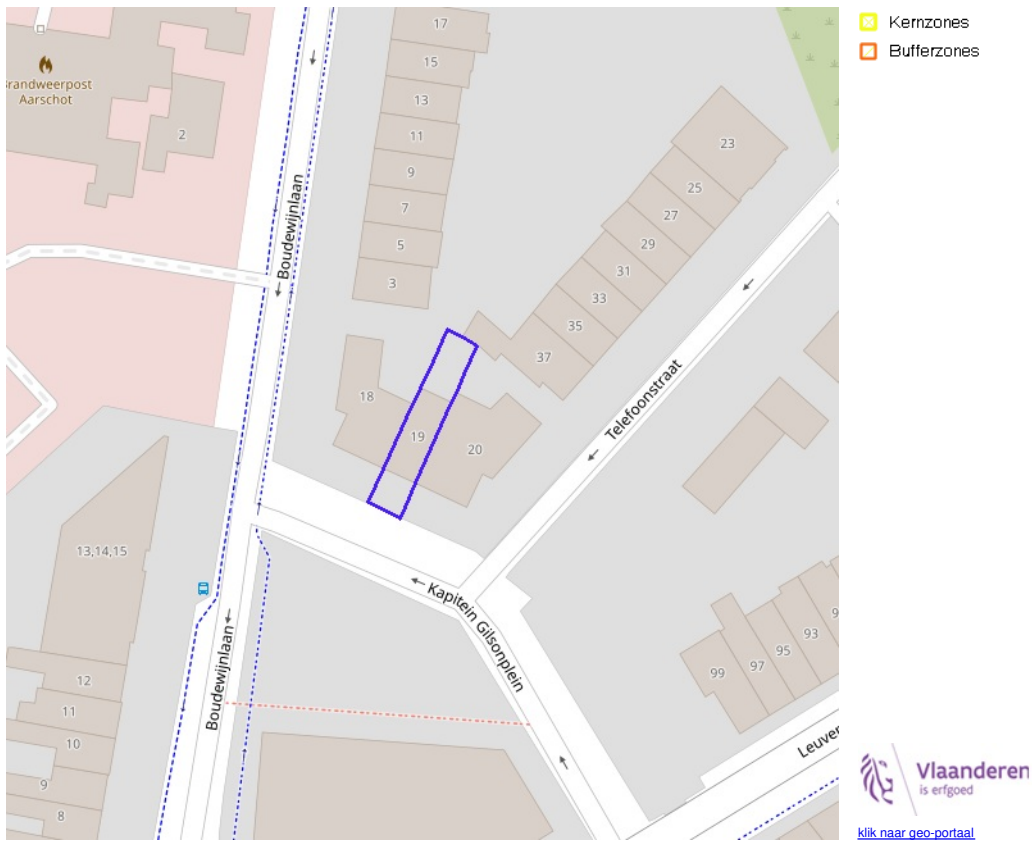 Kernzones
Bufferzones
17
15
13
11
9
7
5
3
Brandweerpost
Aarschot
2
23
25
27
29
31
33
35
37
Boudewijnlaan
Telefoonstraat
18
19
20
13,14,15
Kapitein Gilsonplein
Boudewijnlaan
12
11
10
9
8
99
97
95
93
Vlaanderen
is erfgoed
klik naar geo-portaal